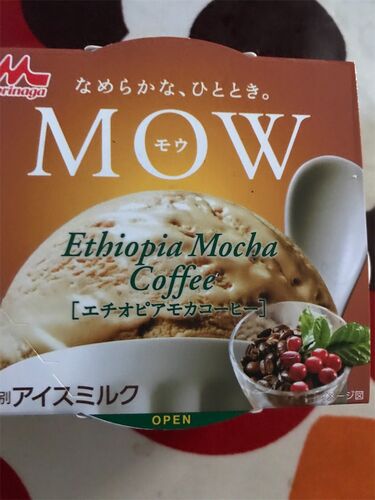 なめらかな、ひととき。
MOW
モウ
Ethiopia Mocha
Coffee
[エチオピアモカコーヒー]
別アイスミルク
OPEN